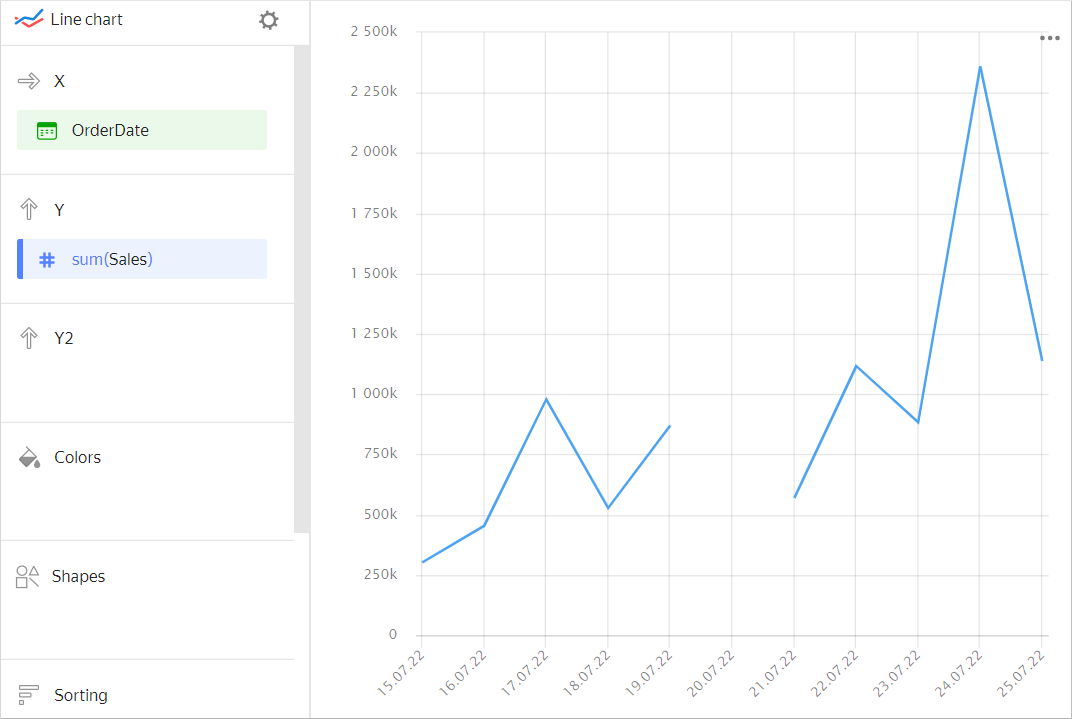 Line chart
X
OrderDate
Y
sum(Sales)
Y2
Colors
Shapes
Sorting
2 500k
2 250k
2 000k
1 750k
1 500k
1 250k
1 000k
750k
500k
250k
0
15.07.22
16.07.22
17.07.22
18.07.22
19.07.22
20.07.22
21.07.22
22.07.22
23.07.22
24.07.22
25.07.22